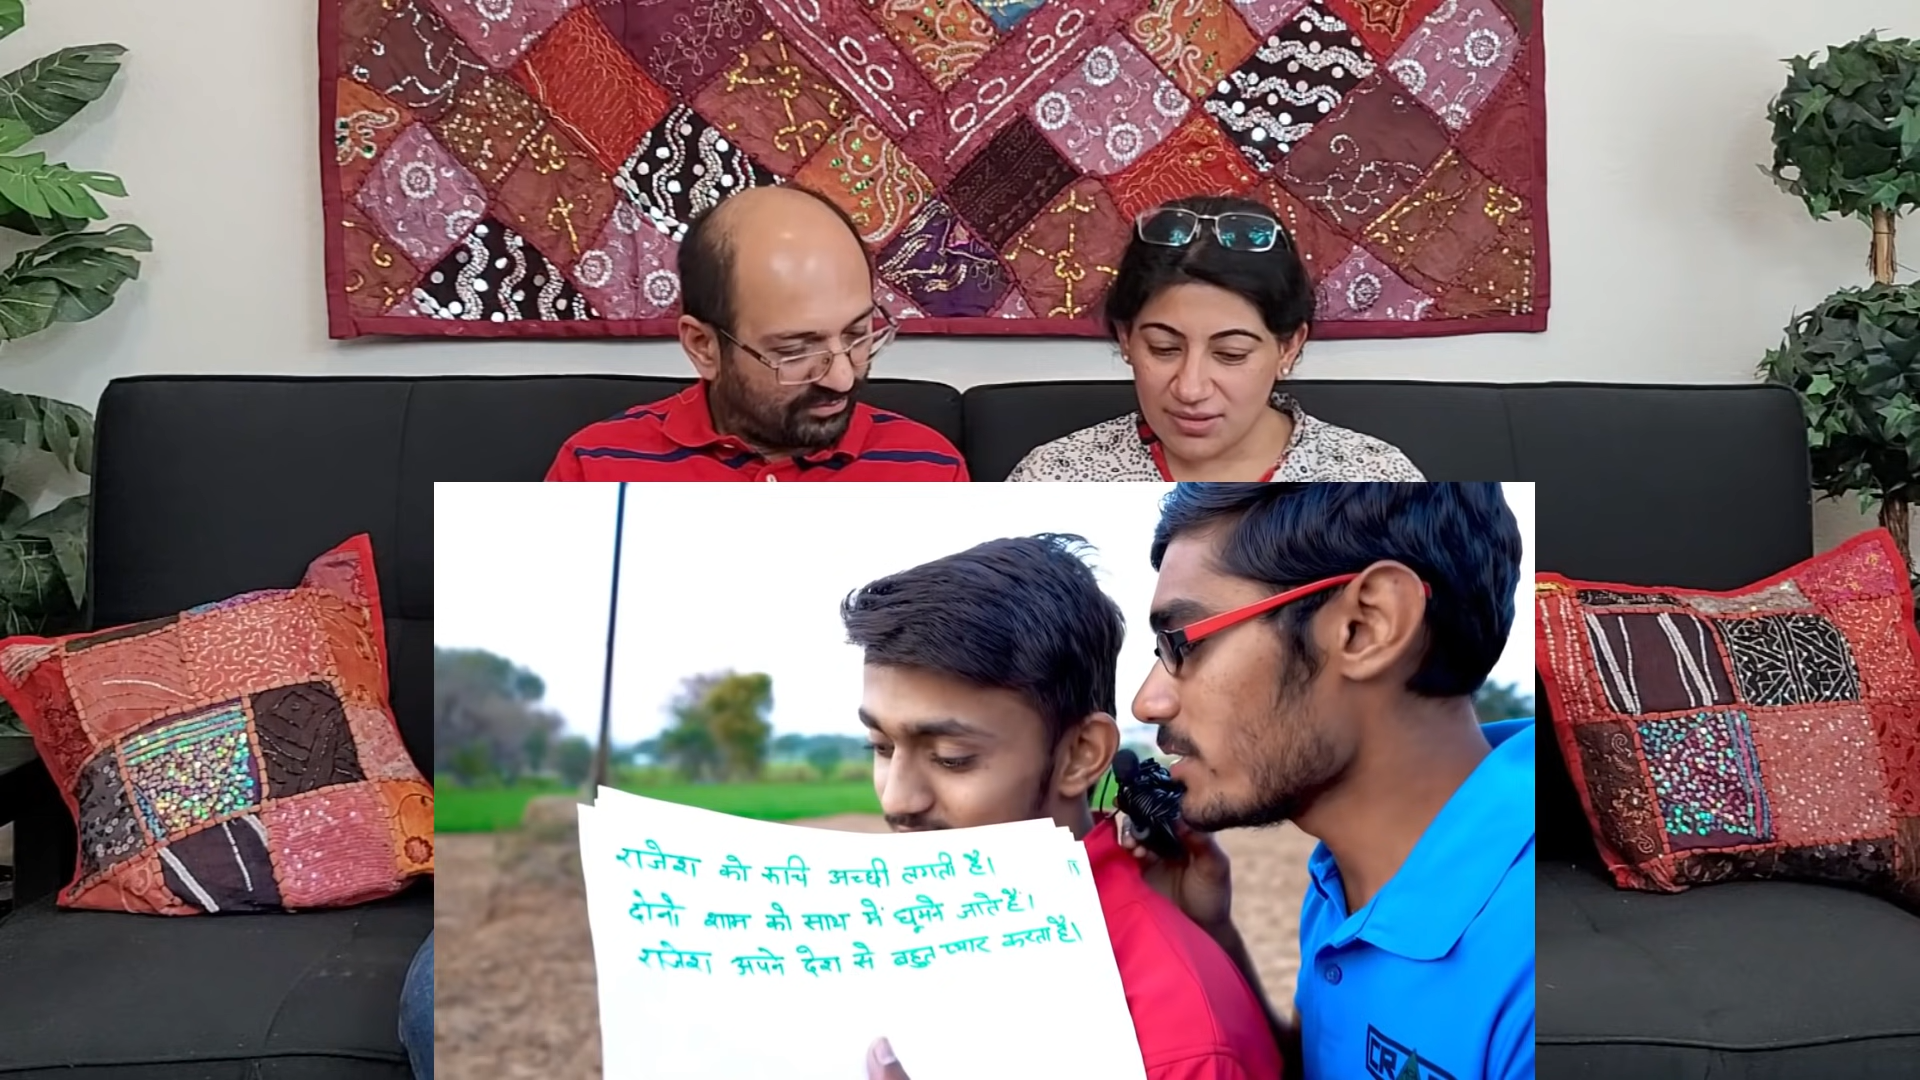 राजेश को रूचि अच्छी लगती है।
दोनो शाम को साथ में घूमने जाते हैं।
राजेश अपने देश से बहुत प्यार करता है।